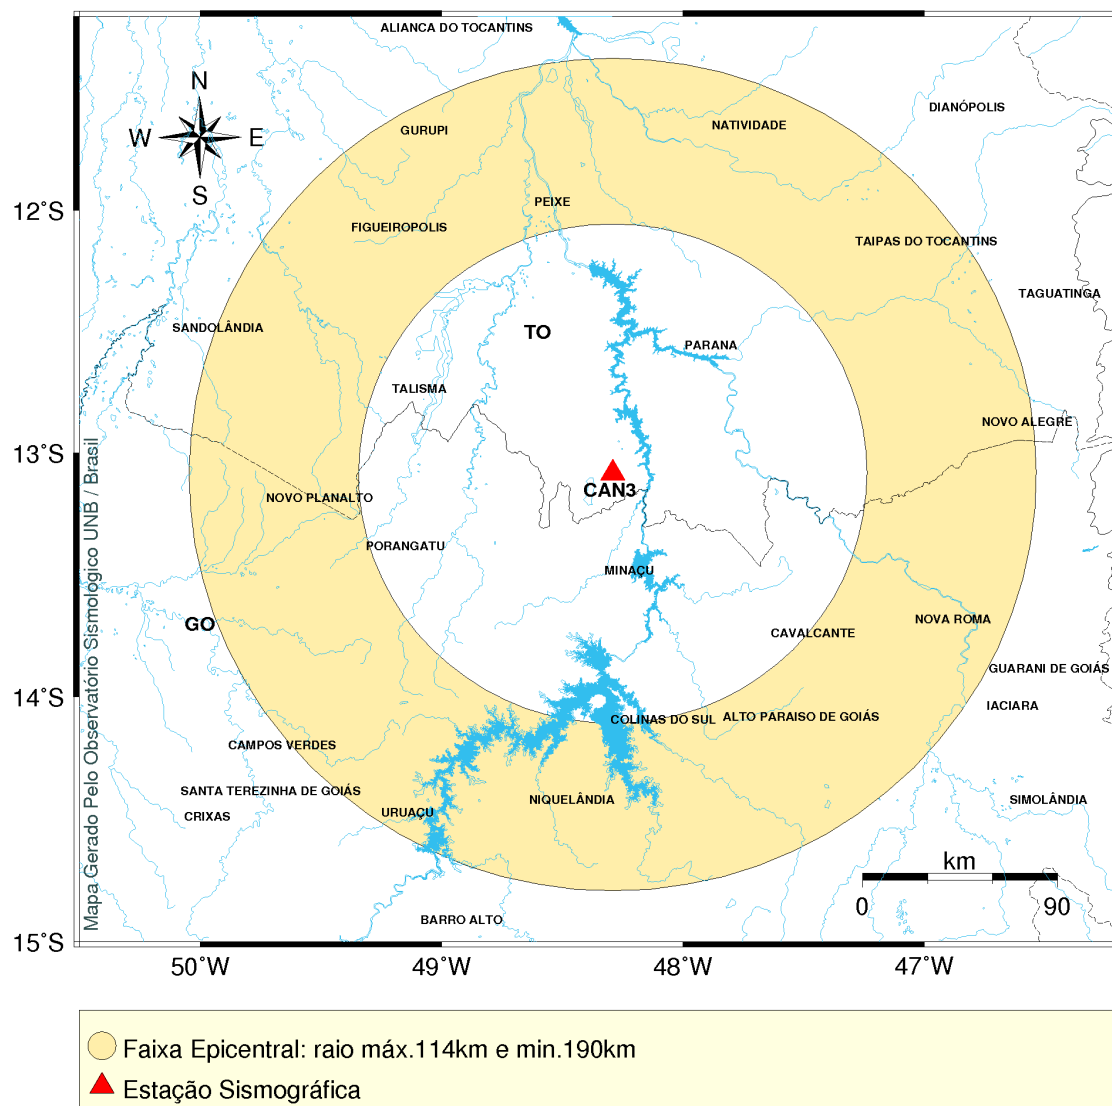 ALIANCA DO TOCANTINS
N
W
E
S
GURUPI
NATIVIDADE
DIANÓPOLIS
12°S
PEIXE
FIGUEIROPOLIS
TAIPAS DO TOCANTINS
TAGUATINGA
SANDOLÂNDIA
TO
PARANA
TALISMA
NOVO ALEGRE
13°S
CAN3
NOVO PLANALTO
PORANGATU
MINAÇU
GO
CAVALCANTE
NOVA ROMA
GUARANI DE GOIÁS
14°S
IACIARA
COLINAS DO SUL
ALTO PARAISO DE GOIÁS
CAMPOS VERDES
SANTA TEREZINHA DE GOIÁS
NIQUELÂNDIA
SIMOLÂNDIA
CRIXAS
URUAÇU
BARRO ALTO
km
0
90
15°S
50°W
49°W
48°W
47°W
Mapa Gerado Pelo Observatório Sismologico UNB / Brasil
Faixa Epicentral: raio máx.114km e min.190km
Estação Sismográfica